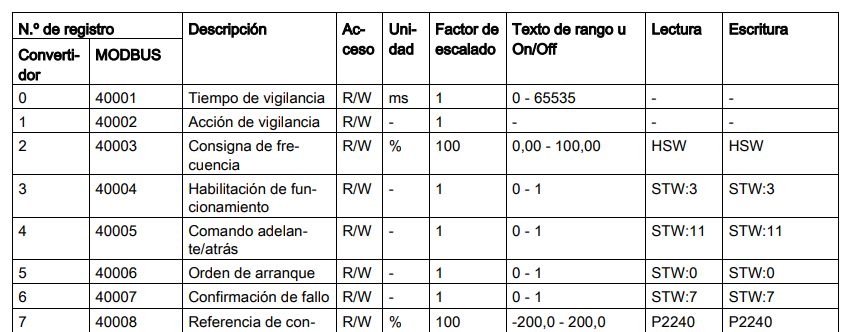 N.º de registro Descripción Ac- Uni- Factor de Texto de rango u Lectura Escritura
ceso dad escalado On/Off
Converti- MODBUS
dor
0 40001 Tiempo de vigilancia R/W ms 1 0 - 65535 - -
1 40002 Acción de vigilancia R/W - 1 - - -
2 40003 Consigna de fre- R/W % 100 0,00 - 100,00 HSW HSW
cuencia
3 40004 Habilitación de fun- R/W - 1 0 - 1 STW:3 STW:3
cionamiento
4 40005 Comando adelan- R/W - 1 0 - 1 STW:11 STW:11
te/atrás
5 40006 Orden de arranque R/W - 1 0 - 1 STW:0 STW:0
6 40007 Confirmación de fallo R/W - 1 0 - 1 STW:7 STW:7
7 40008 Referencia de con- R/W % 100 -200,0 - 200,0 P2240 P2240